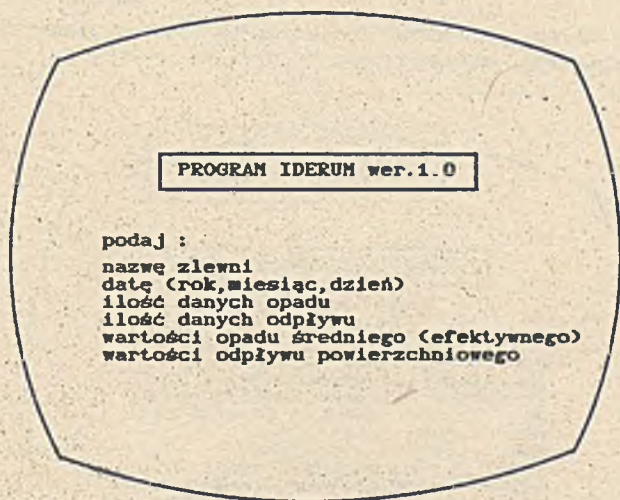 PROGRAM IDERUM wer.1.0
podaj :
nazwę zlewni
datę (rok,miesiąc,dzień)
ilość danych opadu
ilość danych odpływu
wartości opadu średniego (efektywnego)
wartości odpływu powierzchniowego